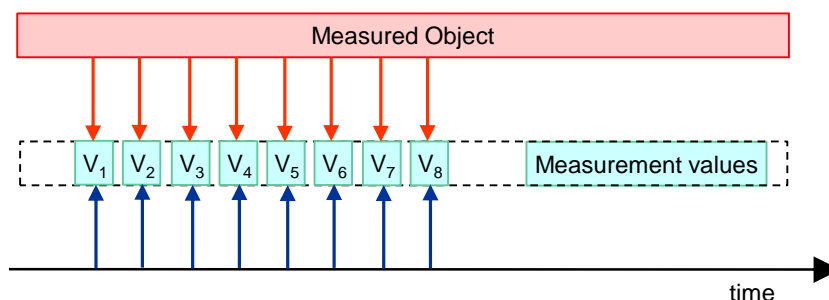 Measured Object
V₁ V₂ V₃ V₄ V₅ V₆ V₇ V₈ Measurement values
time